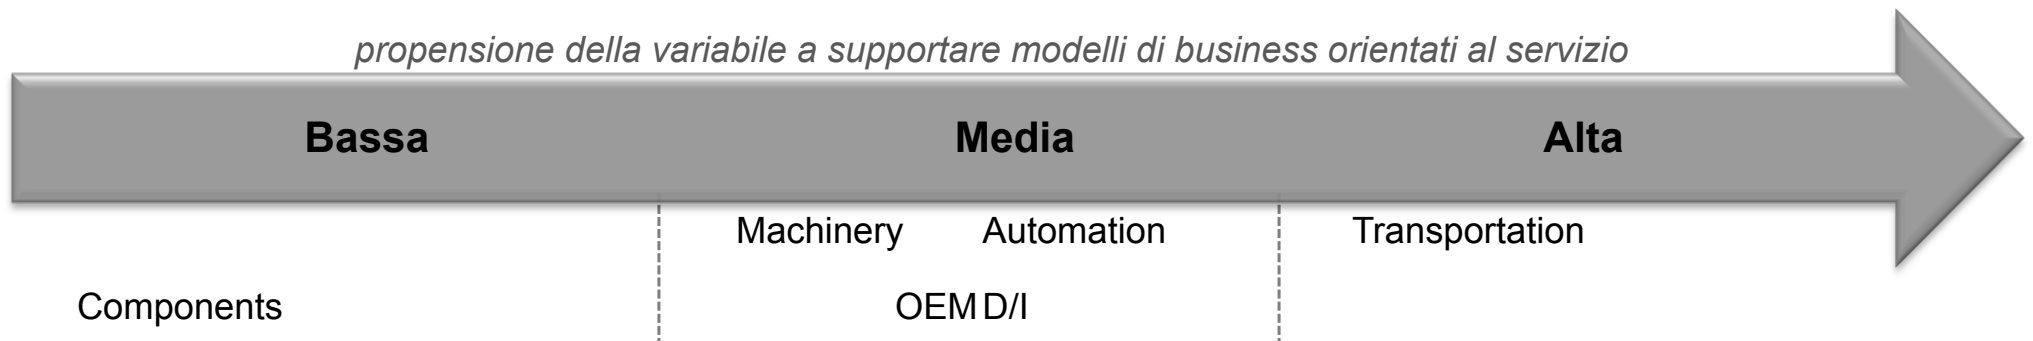 propensione della variabile a supportare modelli di business orientati al servizio
Bassa Media Alta
Machinery Automation Transportation
Components OEM D/I